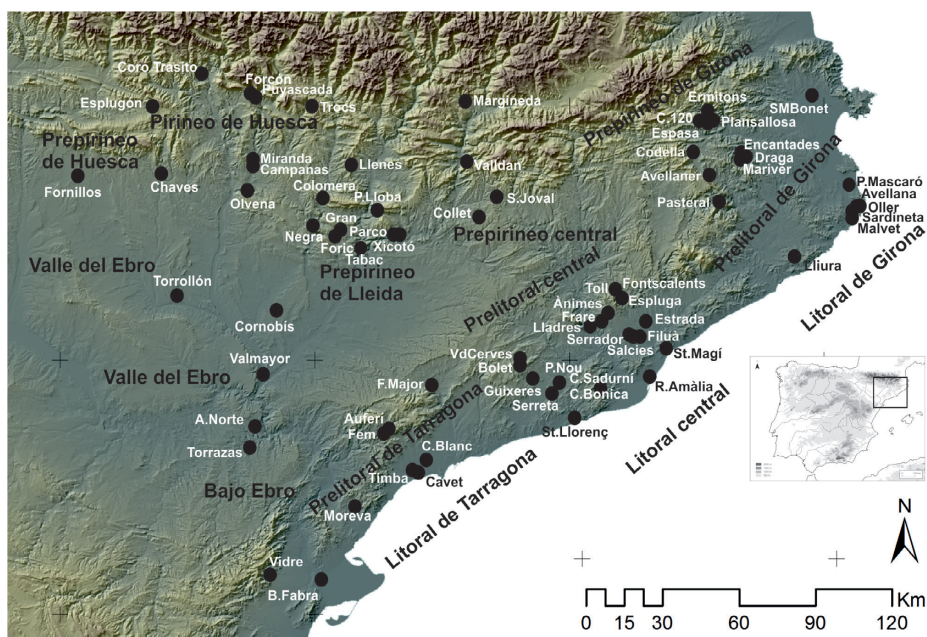 Coro Trasito
Forcón
Puyascada
Esplugón
Trocs
Margineda
Pirineo de Huesca
Prepirineo de Girona
Ermitons
SMBonet
C.120
Plansallosa
Espasa
Prepirineo
de Huesca
Miranda
Campanas
Llenes
Valldan
Codella
Encantades
Draga
Mariver
Fornillos
Chaves
Olvena
Colomera
P.Lloba
S.Joval
Avellaner
Pasteral
P.Mascaró
Avellana
Oller
Sardineta
Malvet
Collet
Gran
Negra
Parco
Foric
Xicotó
Tabac
Prepirineo central
Prelitoral de Girona
Lliura
Litoral de Girona
Valle del Ebro
Prepirineo
de Lleida
Torrollón
Cornobis
Prelitoral central
Toll
Fontscalents
Ànimes
Espluga
Frare
Lladres
Estrada
Serrador
Filuà
Salcies
St.Magí
Valle del Ebro
Valmayor
VdCerves
Bolet
P.Nou
C.Sadurní
Guixeres
C.Bonica
Serreta
R.Amàlia
F.Major
St.Llorenç
Litoral central
A.Norte
Auferí
Fem
Torrazas
Prelitoral de Tarragona
C.Blanc
Timba
Cavet
Bajo Ebro
Litoral de Tarragona
Moreva
Vidre
B.Fabra
N
Km
0 15 30 60 90 120